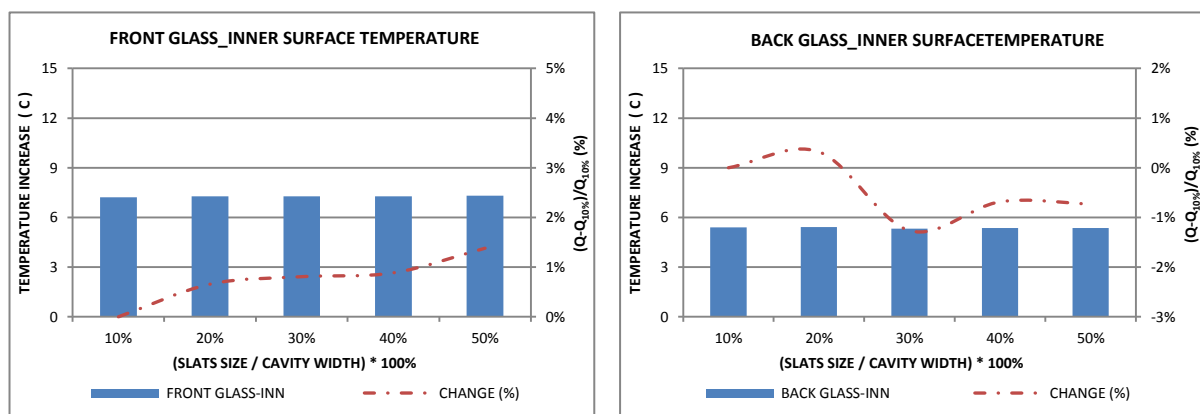 FRONT GLASS_INNER SURFACE TEMPERATURE
TEMPERATURE INCREASE ( C )
15
12
9
6
3
0
5%
4%
3%
2%
1%
0%
(Q-Q10%)/Q10% (%)
10% 20% 30% 40% 50%
(SLATS SIZE / CAVITY WIDTH) * 100%
FRONT GLASS-INN CHANGE (%)
BACK GLASS_INNER SURFACETEMPERATURE
TEMPERATURE INCREASE ( C )
15
12
9
6
3
0
2%
1%
0%
-1%
-2%
-3%
(Q-Q10%)/Q10% (%)
10% 20% 30% 40% 50%
(SLATS SIZE / CAVITY WIDTH) * 100%
BACK GLASS-INN CHANGE (%)